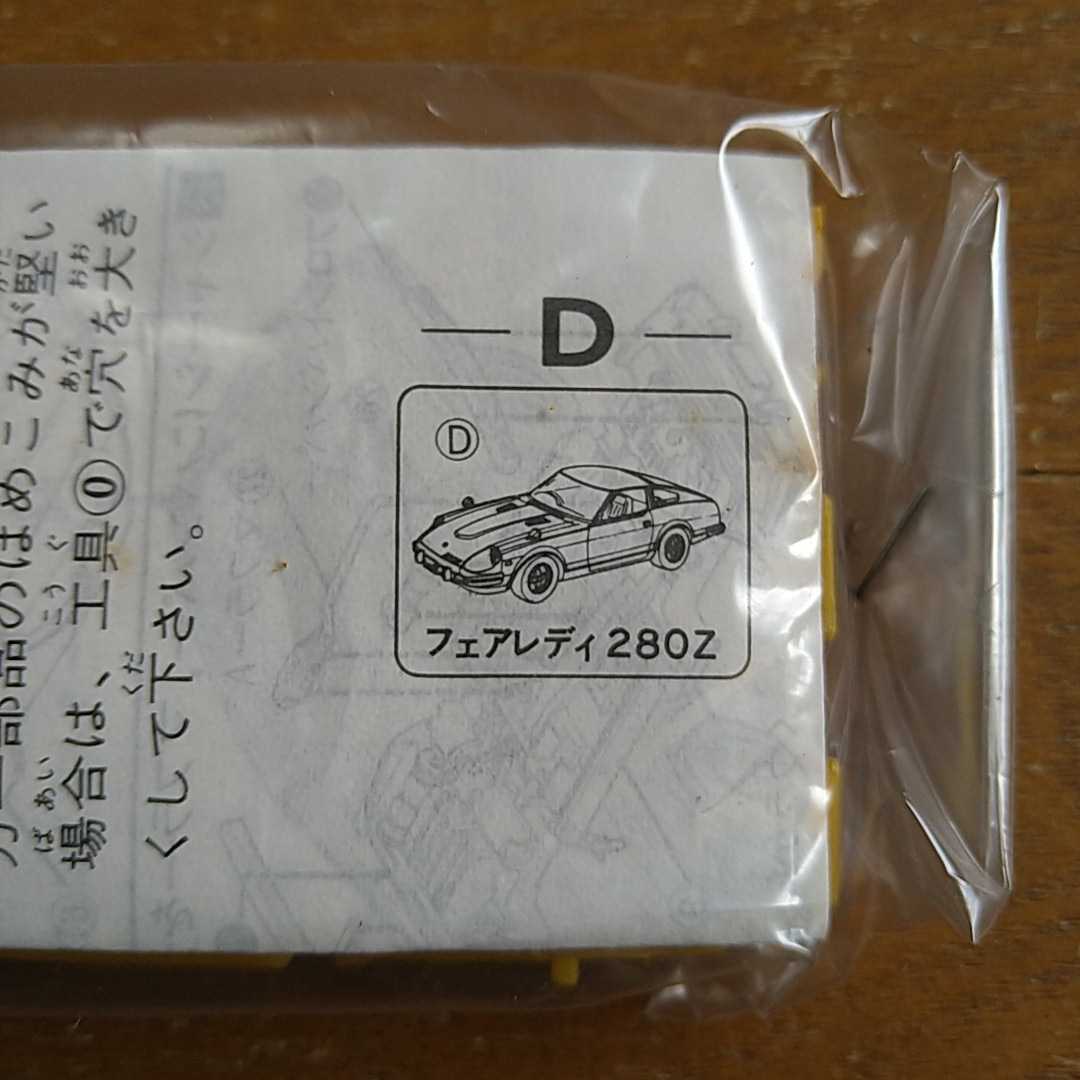 D
Ⓓ
フェアレディ280Z
部品のはめこみが堅い
場合は、工具⓪で穴を大き
くして下さい。